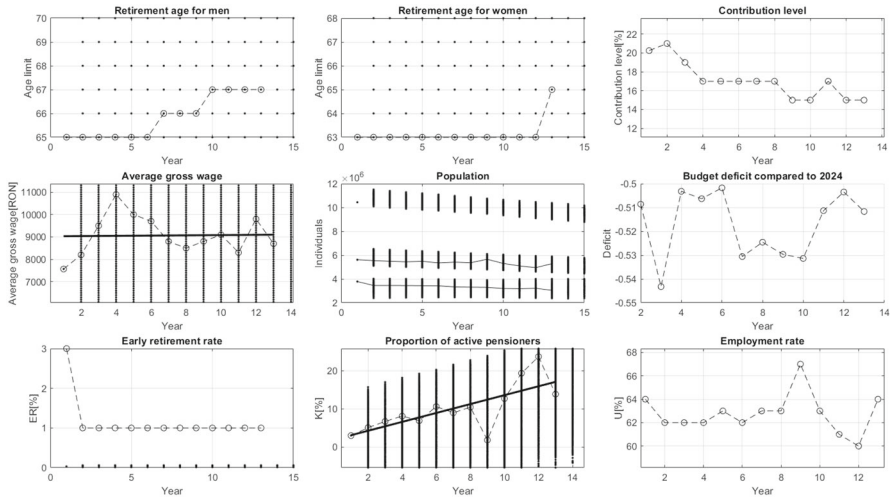 Retirement age for men
70
69
68
67
66
65
Age limit
0 5 10 15
Year
Retirement age for women
68
67
66
65
64
63
Age limit
0 5 10 15
Year
Contribution level
22
20
18
16
14
12
Contribution level[%]
2 4 6 8 10 12 14
Year
Average gross wage
11000
10000
9000
8000
7000
Average gross wage[RON]
0 2 4 6 8 10 12 14
Year
Population
×10⁶
12
10
8
6
4
2
Individuals
0 5 10 15
Year
Budget deficit compared to 2024
-0.5
-0.51
-0.52
-0.53
-0.54
-0.55
Deficit
2 4 6 8 10 12 14
Year
Early retirement rate
3
2
1
0
ER[%]
0 5 10 15
Year
Proportion of active pensioners
20
10
0
K[%]
2 4 6 8 10 12 14
Year
Employment rate
68
66
64
62
60
U[%]
2 4 6 8 10 12
Year